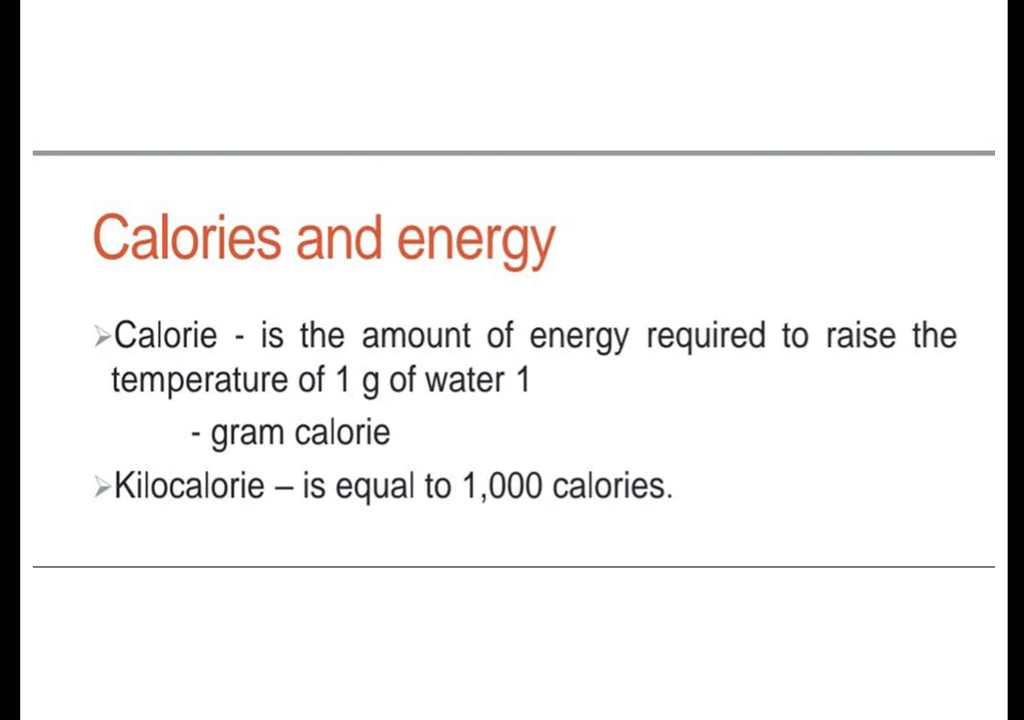 Calories and energy
Calorie - is the amount of energy required to raise the
temperature of 1 g of water 1
- gram calorie
Kilocalorie – is equal to 1,000 calories.